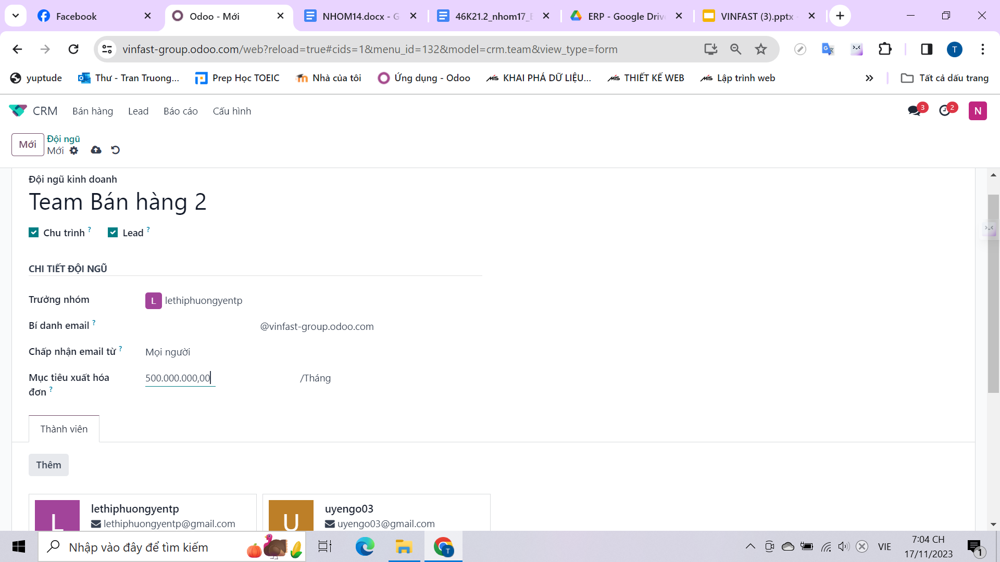 Facebook
Odoo - Mới
NHOM14.docx - G
46K21.2_nhom17_E
ERP - Google Driv
VINFAST (3).pptx -
vinfast-group.odoo.com/web?reload=true#cids=1&menu_id=132&model=crm.team&view_type=form
T
yuptude
Thư - Tran Truong...
Prep Học TOEIC
Nhà của tôi
Ứng dụng - Odoo
KHAI PHÁ DỮ LIỆU...
THIẾT KẾ WEB
Lập trình web
Tất cả dấu trang
CRM
Bán hàng
Lead
Báo cáo
Cấu hình
3
2
N
Mới
Đội ngũ
Mới
Đội ngũ kinh doanh
Team Bán hàng 2
Chu trình ?
Lead ?
CHI TIẾT ĐỘI NGŨ
Trưởng nhóm
L lethiphuongyentp
Bí danh email ?
@vinfast-group.odoo.com
Chấp nhận email từ ?
Mọi người
Mục tiêu xuất hóa
đơn ?
500.000.000,00
/Tháng
Thành viên
Thêm
L
lethiphuongyentp
lethiphuongyentp@gmail.com
U
uyengo03
uyengo03@gmail.com
Nhập vào đây để tìm kiếm
T
VIE
7:04 CH
17/11/2023
1